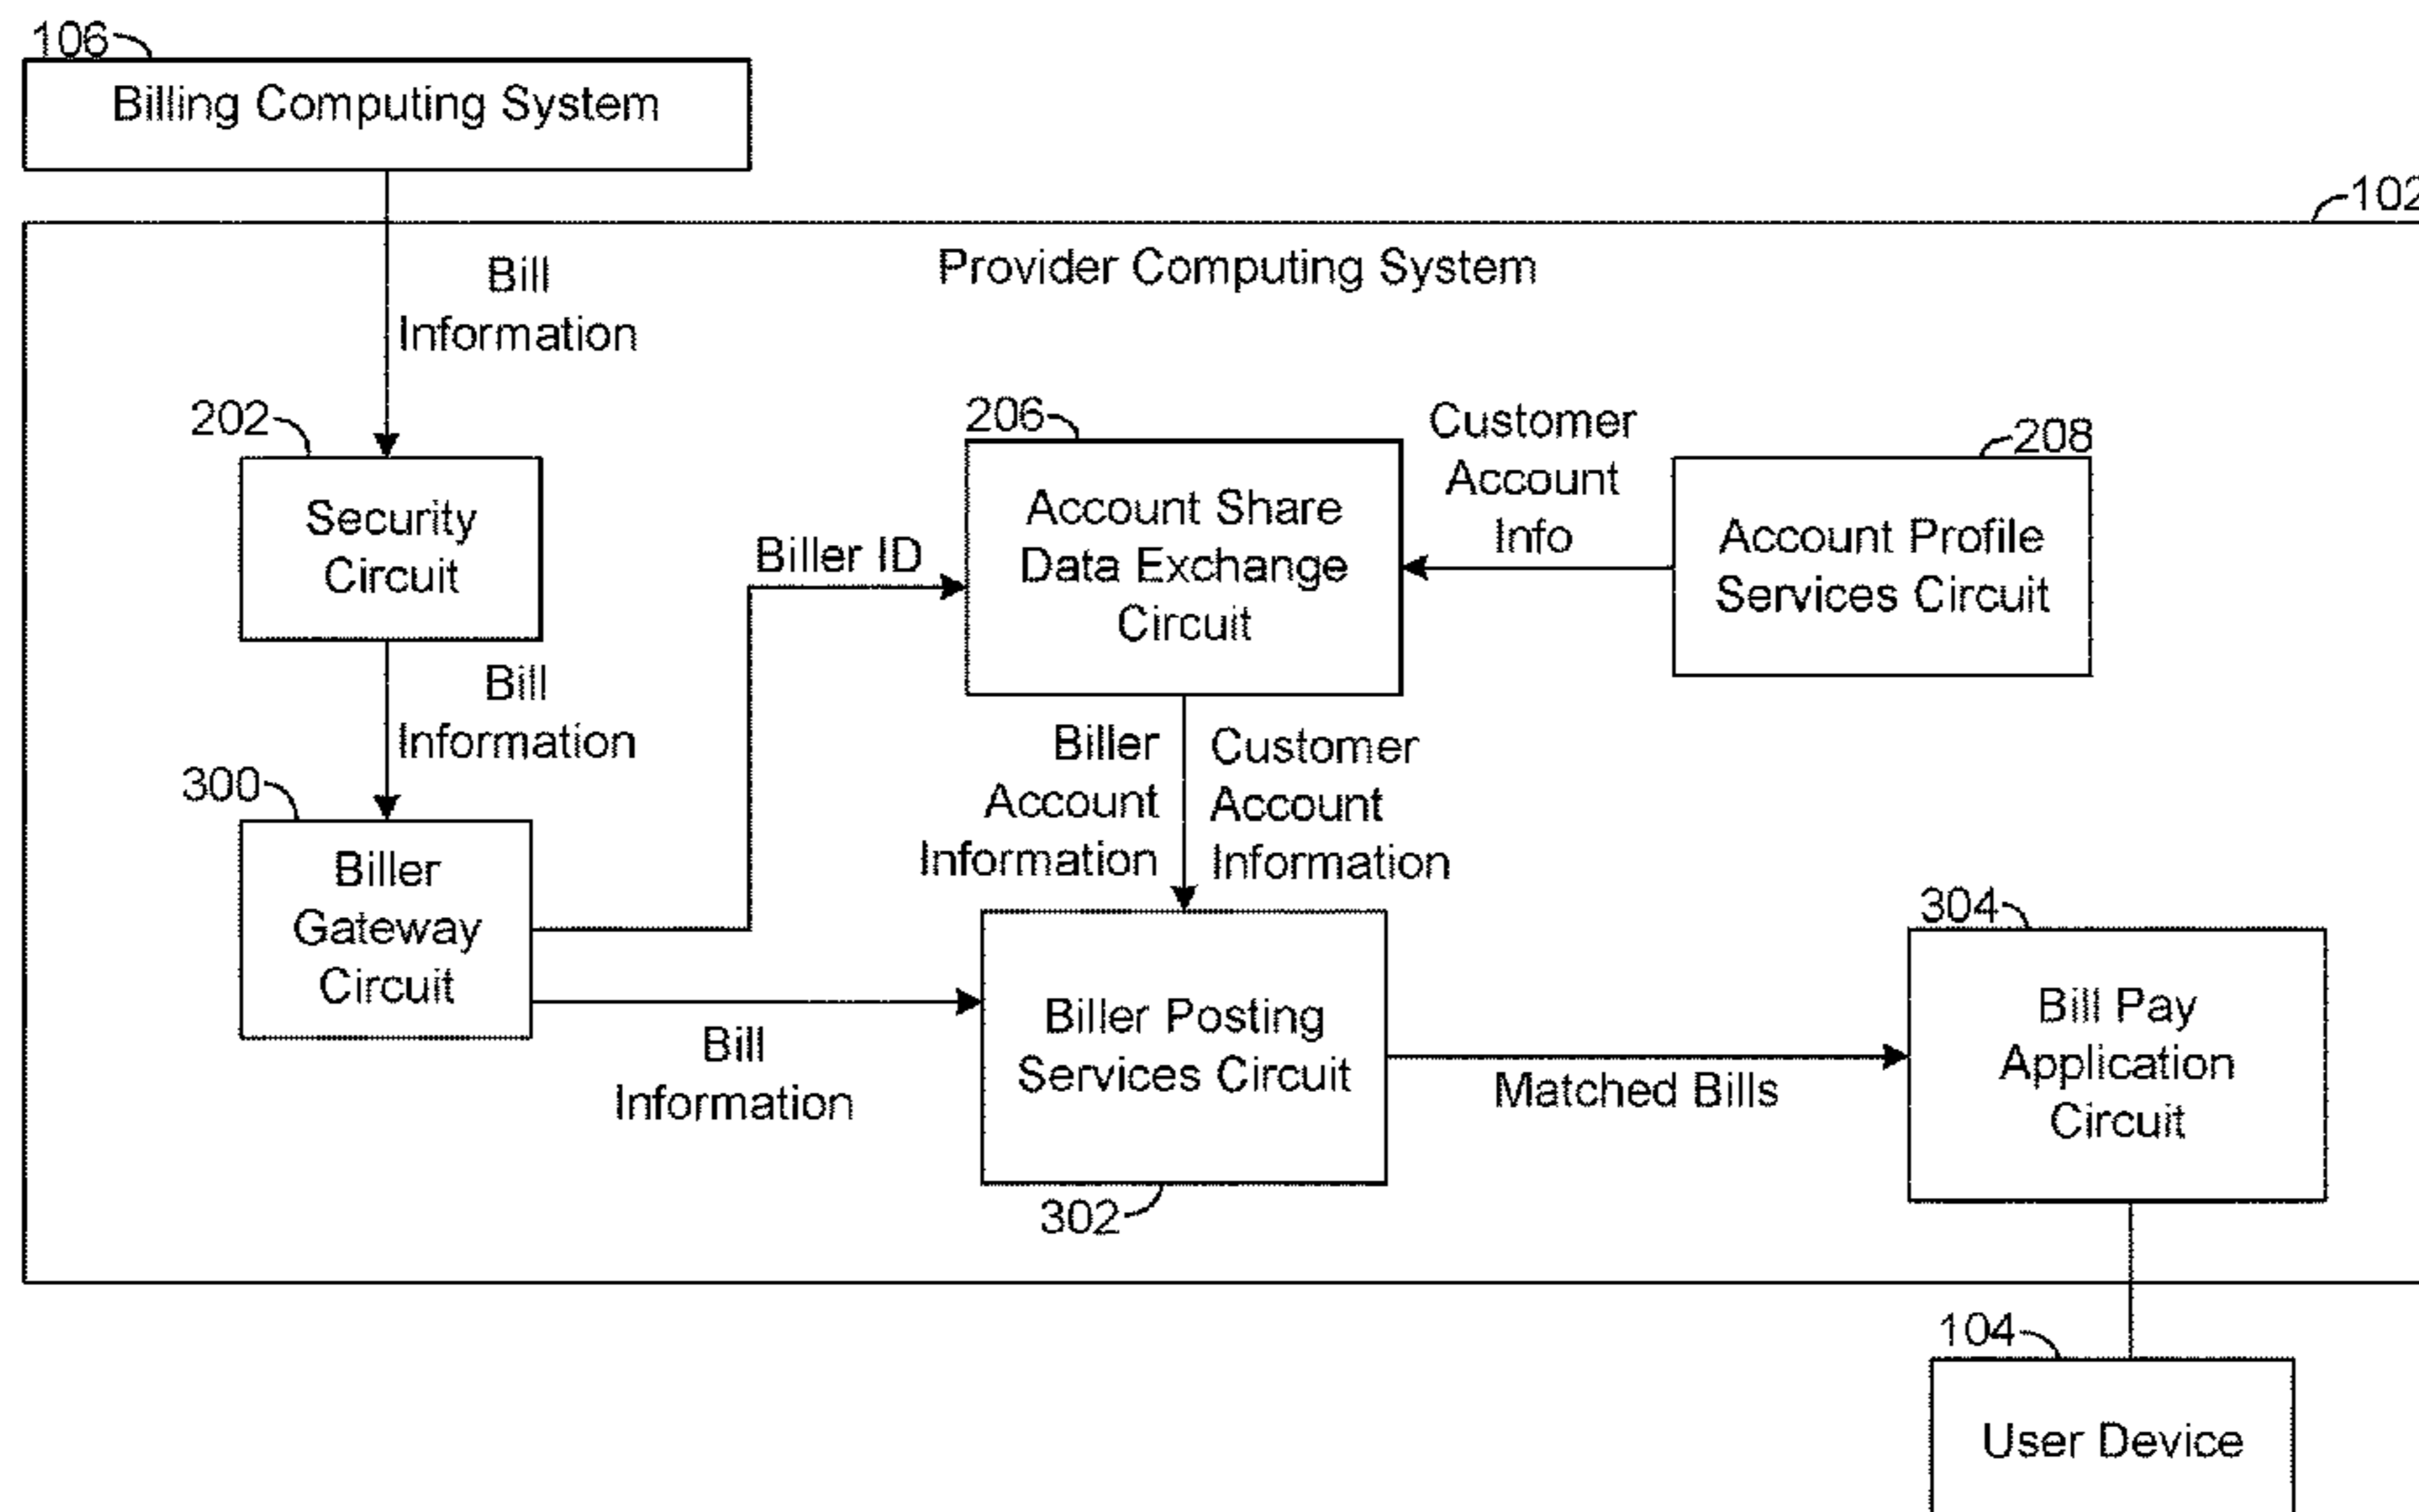 106
Billing Computing System
102
Provider Computing System
Bill
Information
202
Security
Circuit
206
Account Share
Data Exchange
Circuit
Customer
Account
Info
208
Account Profile
Services Circuit
Biller ID
Bill
Information
300
Biller
Gateway
Circuit
Biller
Account
Information
Customer
Account
Information
Bill
Information
Biller Posting
Services Circuit
302
Matched Bills
304
Bill Pay
Application
Circuit
104
User Device